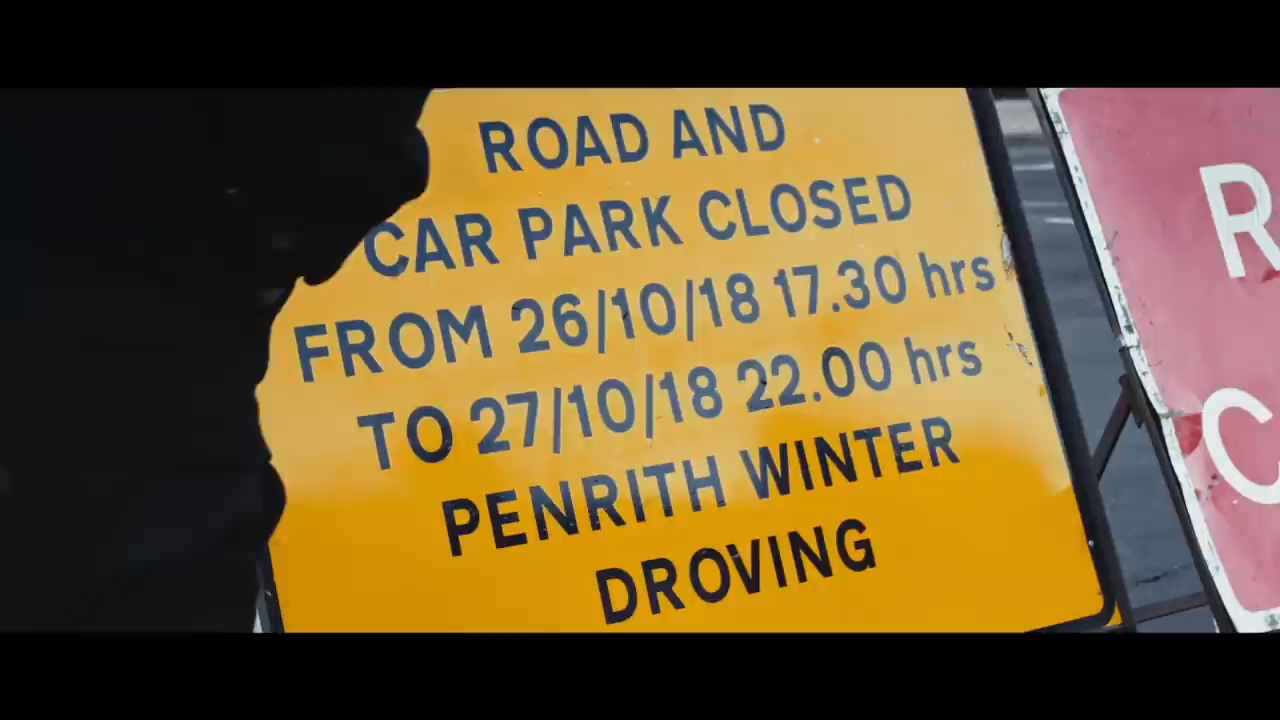 ROAD AND
CAR PARK CLOSED
FROM 26/10/18 17.30 hrs
TO 27/10/18 22.00 hrs
PENRITH WINTER
DROVING
R
C